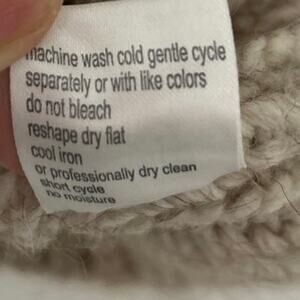 machine wash cold gentle cycle
separately or with like colors
do not bleach
reshape dry flat
cool iron
or professionally dry clean
short cycle
no moisture